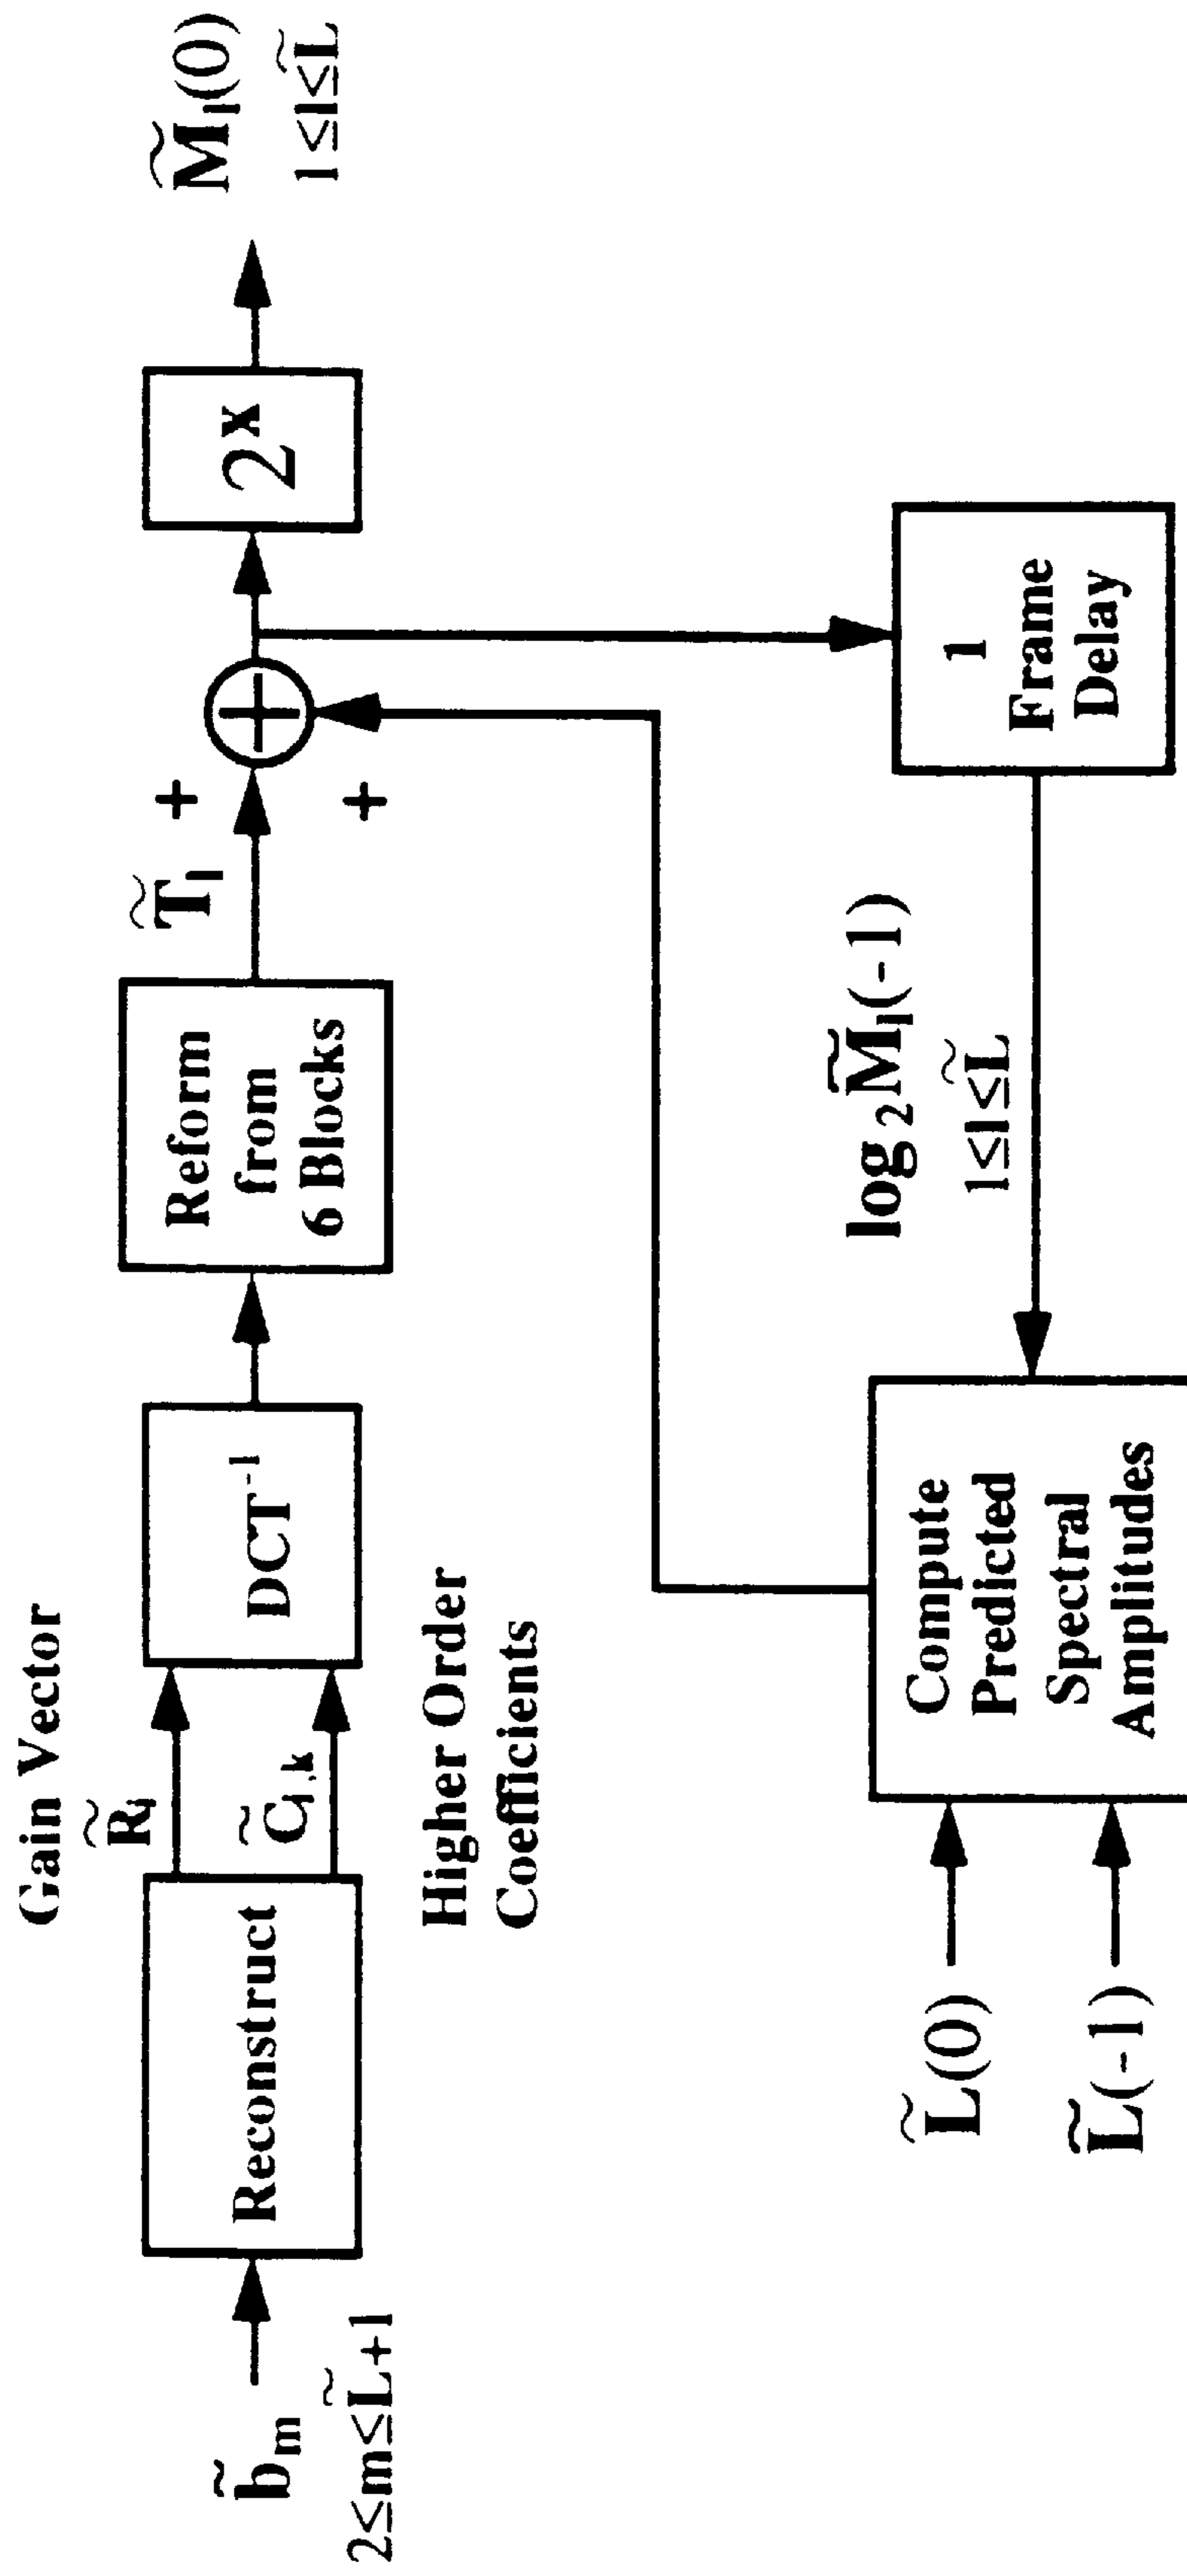 Gain Vector
R̃ᵢ
b̃ₘ
2≤m≤L̃+1
Reconstruct
C̃ᵢ,ₖ
Higher Order
Coefficients
DCT⁻¹
Reform
from
6 Blocks
T̃ₗ
+
+
2ˣ
M̃ₗ(0)
1≤l≤L̃
L̃(0)
L̃(-1)
Compute
Predicted
Spectral
Amplitudes
log₂M̃ₗ(-1)
1≤l≤L̃
1
Frame
Delay